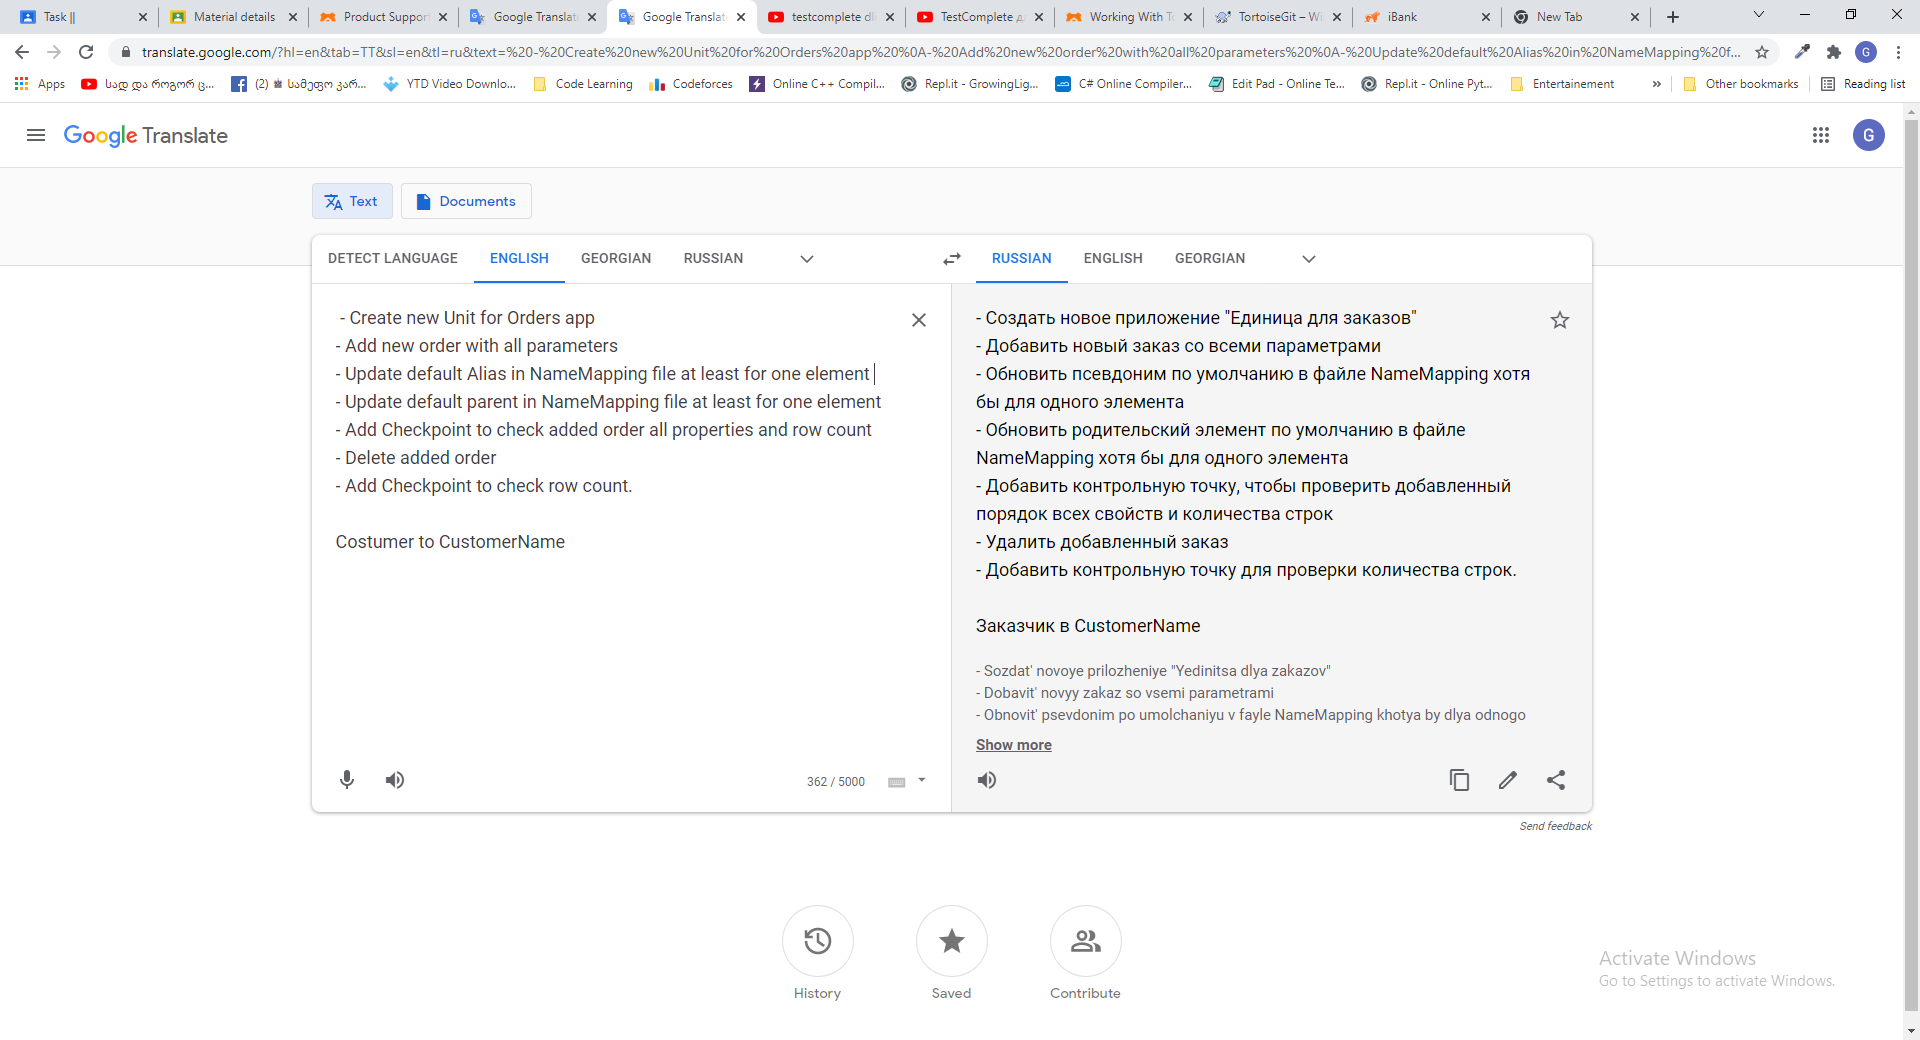 Task ||
Material details
Product Suppor
Google Translat
Google Translat
testcomplete dl
TestComplete д
Working With T
TortoiseGit – Wi
iBank
New Tab
translate.google.com/?hl=en&tab=TT&sl=en&tl=ru&text=%20-%20Create%20new%20Unit%20for%20Orders%20app%20%0A-%20Add%20new%20order%20with%20all%20parameters%20%0A-%20Update%20default%20Alias%20in%20NameMapping%20f...
G
Apps
სად და როგორ ც...
(2) ♛ სამეფო კარ...
YTD Video Downlo...
Code Learning
Codeforces
Online C++ Compil...
Repl.it - GrowingLig...
C# Online Compiler...
Edit Pad - Online Te...
Repl.it - Online Pyt...
Entertainement
»
Other bookmarks
Reading list
Google Translate
G
Text
Documents
DETECT LANGUAGE
ENGLISH
GEORGIAN
RUSSIAN
RUSSIAN
ENGLISH
GEORGIAN
- Create new Unit for Orders app
- Add new order with all parameters
- Update default Alias in NameMapping file at least for one element
- Update default parent in NameMapping file at least for one element
- Add Checkpoint to check added order all properties and row count
- Delete added order
- Add Checkpoint to check row count.
Costumer to CustomerName
362 / 5000
- Создать новое приложение "Единица для заказов"
- Добавить новый заказ со всеми параметрами
- Обновить псевдоним по умолчанию в файле NameMapping хотя
бы для одного элемента
- Обновить родительский элемент по умолчанию в файле
NameMapping хотя бы для одного элемента
- Добавить контрольную точку, чтобы проверить добавленный
порядок всех свойств и количества строк
- Удалить добавленный заказ
- Добавить контрольную точку для проверки количества строк.
Заказчик в CustomerName
- Sozdat' novoye prilozheniye "Yedinitsa dlya zakazov"
- Dobavit' novyy zakaz so vsemi parametrami
- Obnovit' psevdonim po umolchaniyu v fayle NameMapping khotya by dlya odnogo
Show more
Send feedback
History
Saved
Contribute
Activate Windows
Go to Settings to activate Windows.